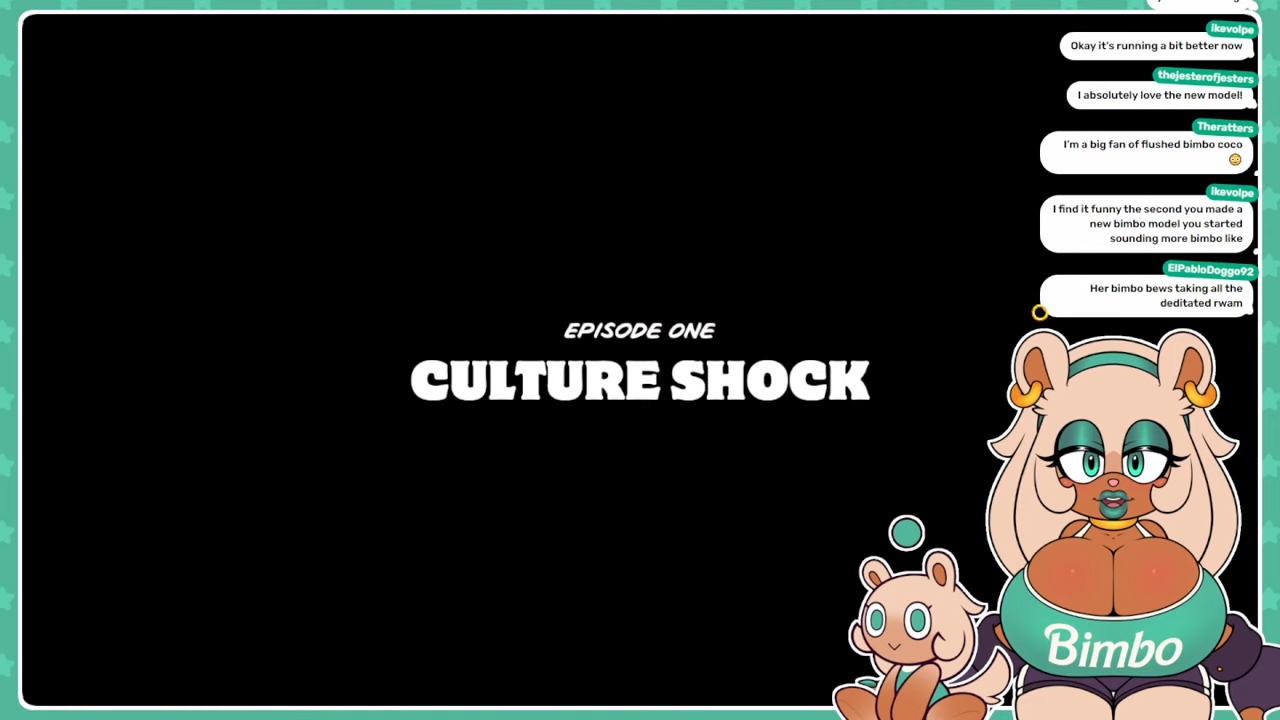 ikevolpe
Okay it's running a bit better now
thejesterofjesters
I absolutely love the new model!
Theratters
I'm a big fan of flushed bimbo coco
😳
ikevolpe
I find it funny the second you made a
new bimbo model you started
sounding more bimbo like
ElPabloDoggo92
Her bimbo bews taking all the
deditated rwam
EPISODE ONE
CULTURE SHOCK
Bimbo